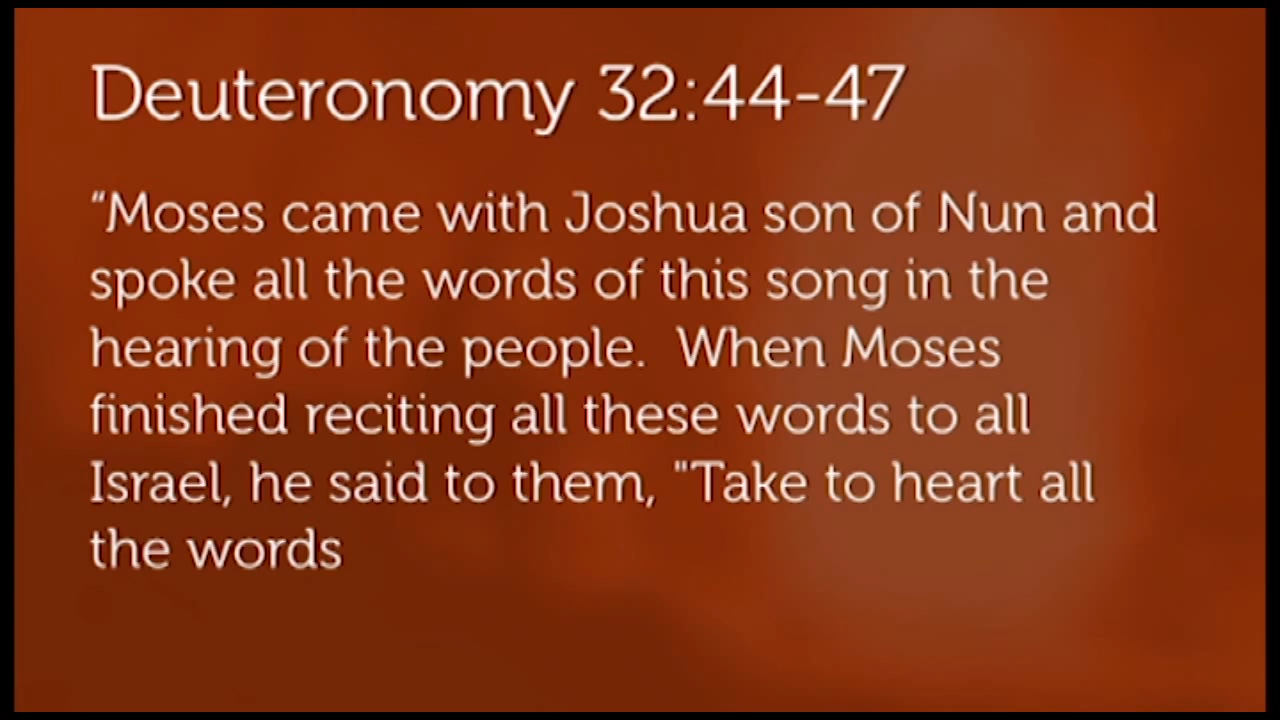 Deuteronomy 32:44-47
“Moses came with Joshua son of Nun and
spoke all the words of this song in the
hearing of the people.  When Moses
finished reciting all these words to all
Israel, he said to them, "Take to heart all
the words